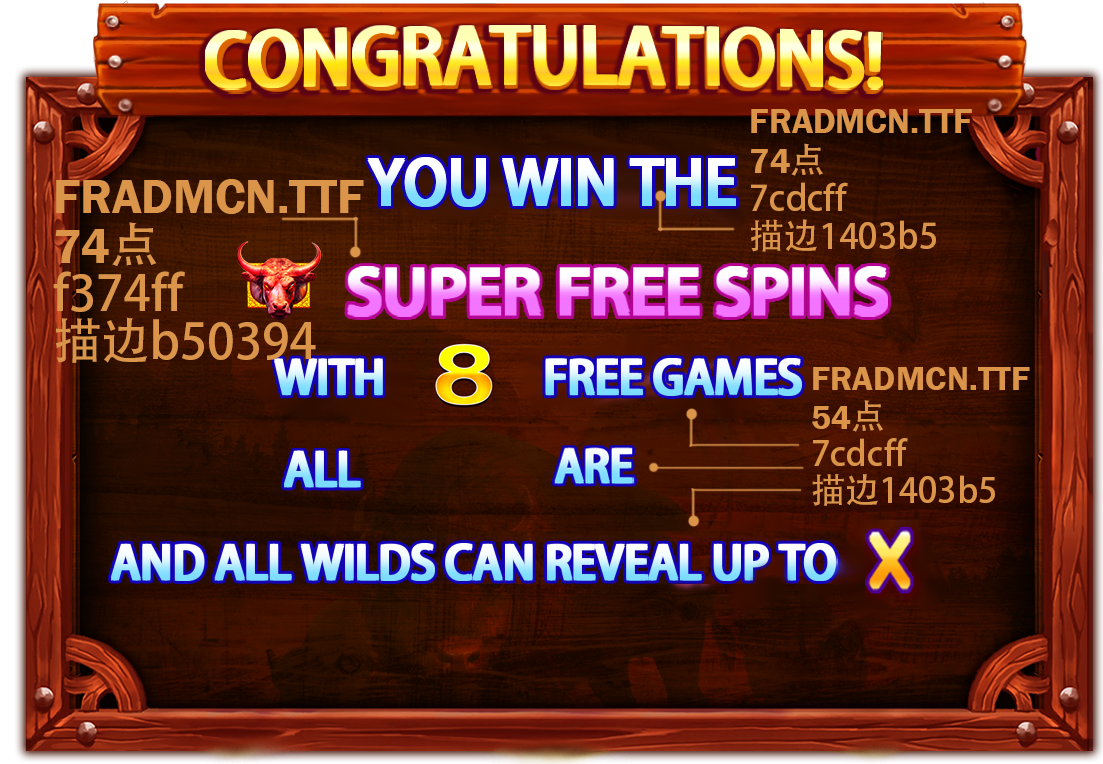 CONGRATULATIONS!
FRADMCN.TTF
74点
7cdcff
描边1403b5
YOU WIN THE
FRADMCN.TTF
74点
f374ff
描边b50394
SUPER FREE SPINS
WITH 8 FREE GAMES
FRADMCN.TTF
54点
7cdcff
描边1403b5
ALL ARE
AND ALL WILDS CAN REVEAL UP TO X